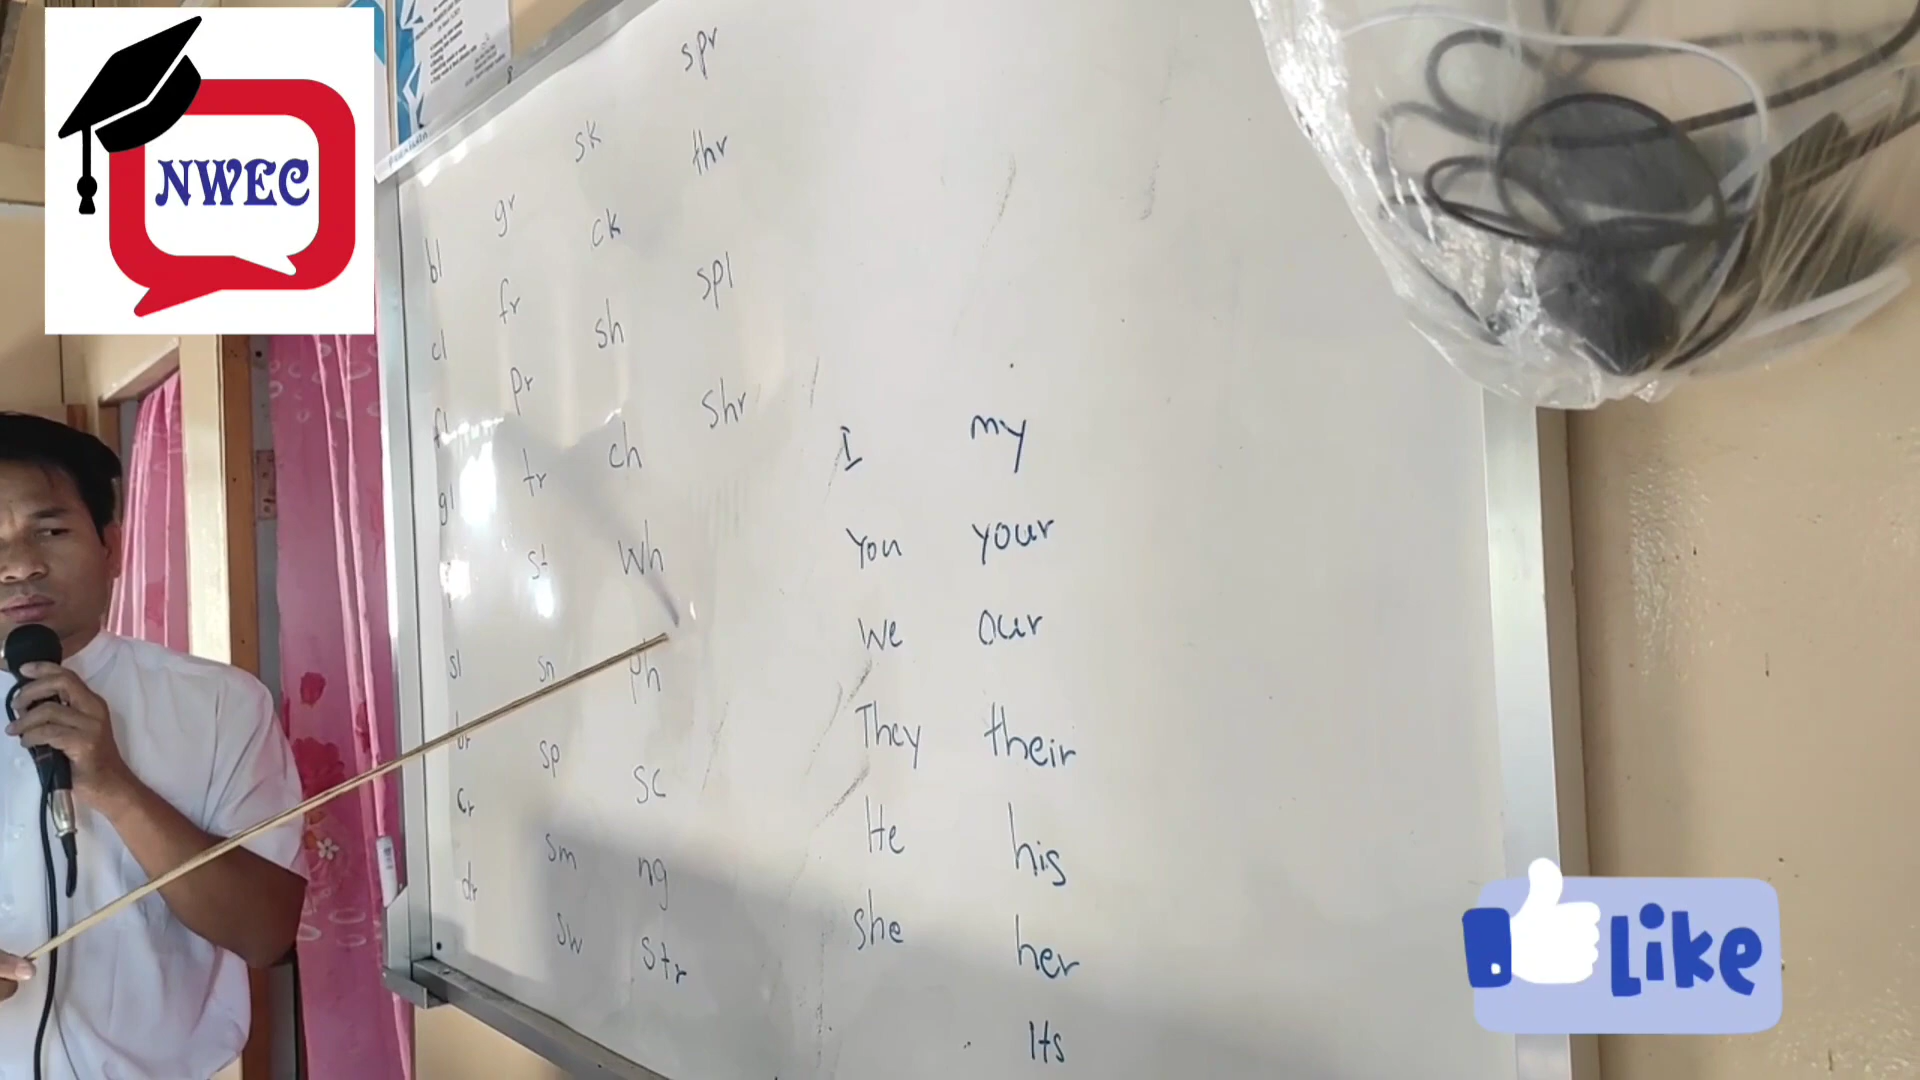 NWEC
bl
cl
fl
gl
sl
br
cr
dr
gr
fr
pr
tr
st
sn
sp
sm
sw
sk
ck
sh
ch
Wh
Ph
SC
ng
Str
spr
thr
spl
Shr
I my
You your
We our
They their
He his
she her
Its
Like